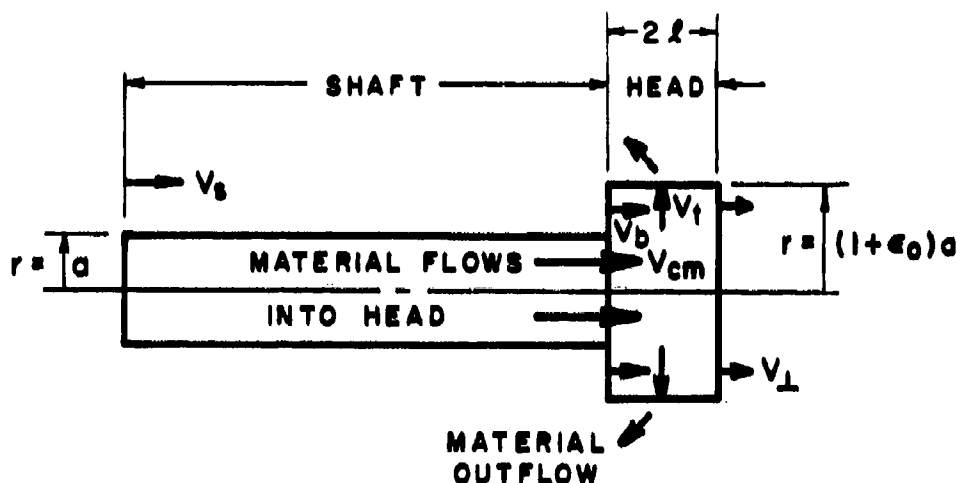 2ℓ
SHAFT HEAD
Vs
Vt
Vb
r = a
MATERIAL FLOWS
Vcm
r = (1+ϵ0)a
INTO HEAD
V⊥
MATERIAL
OUTFLOW